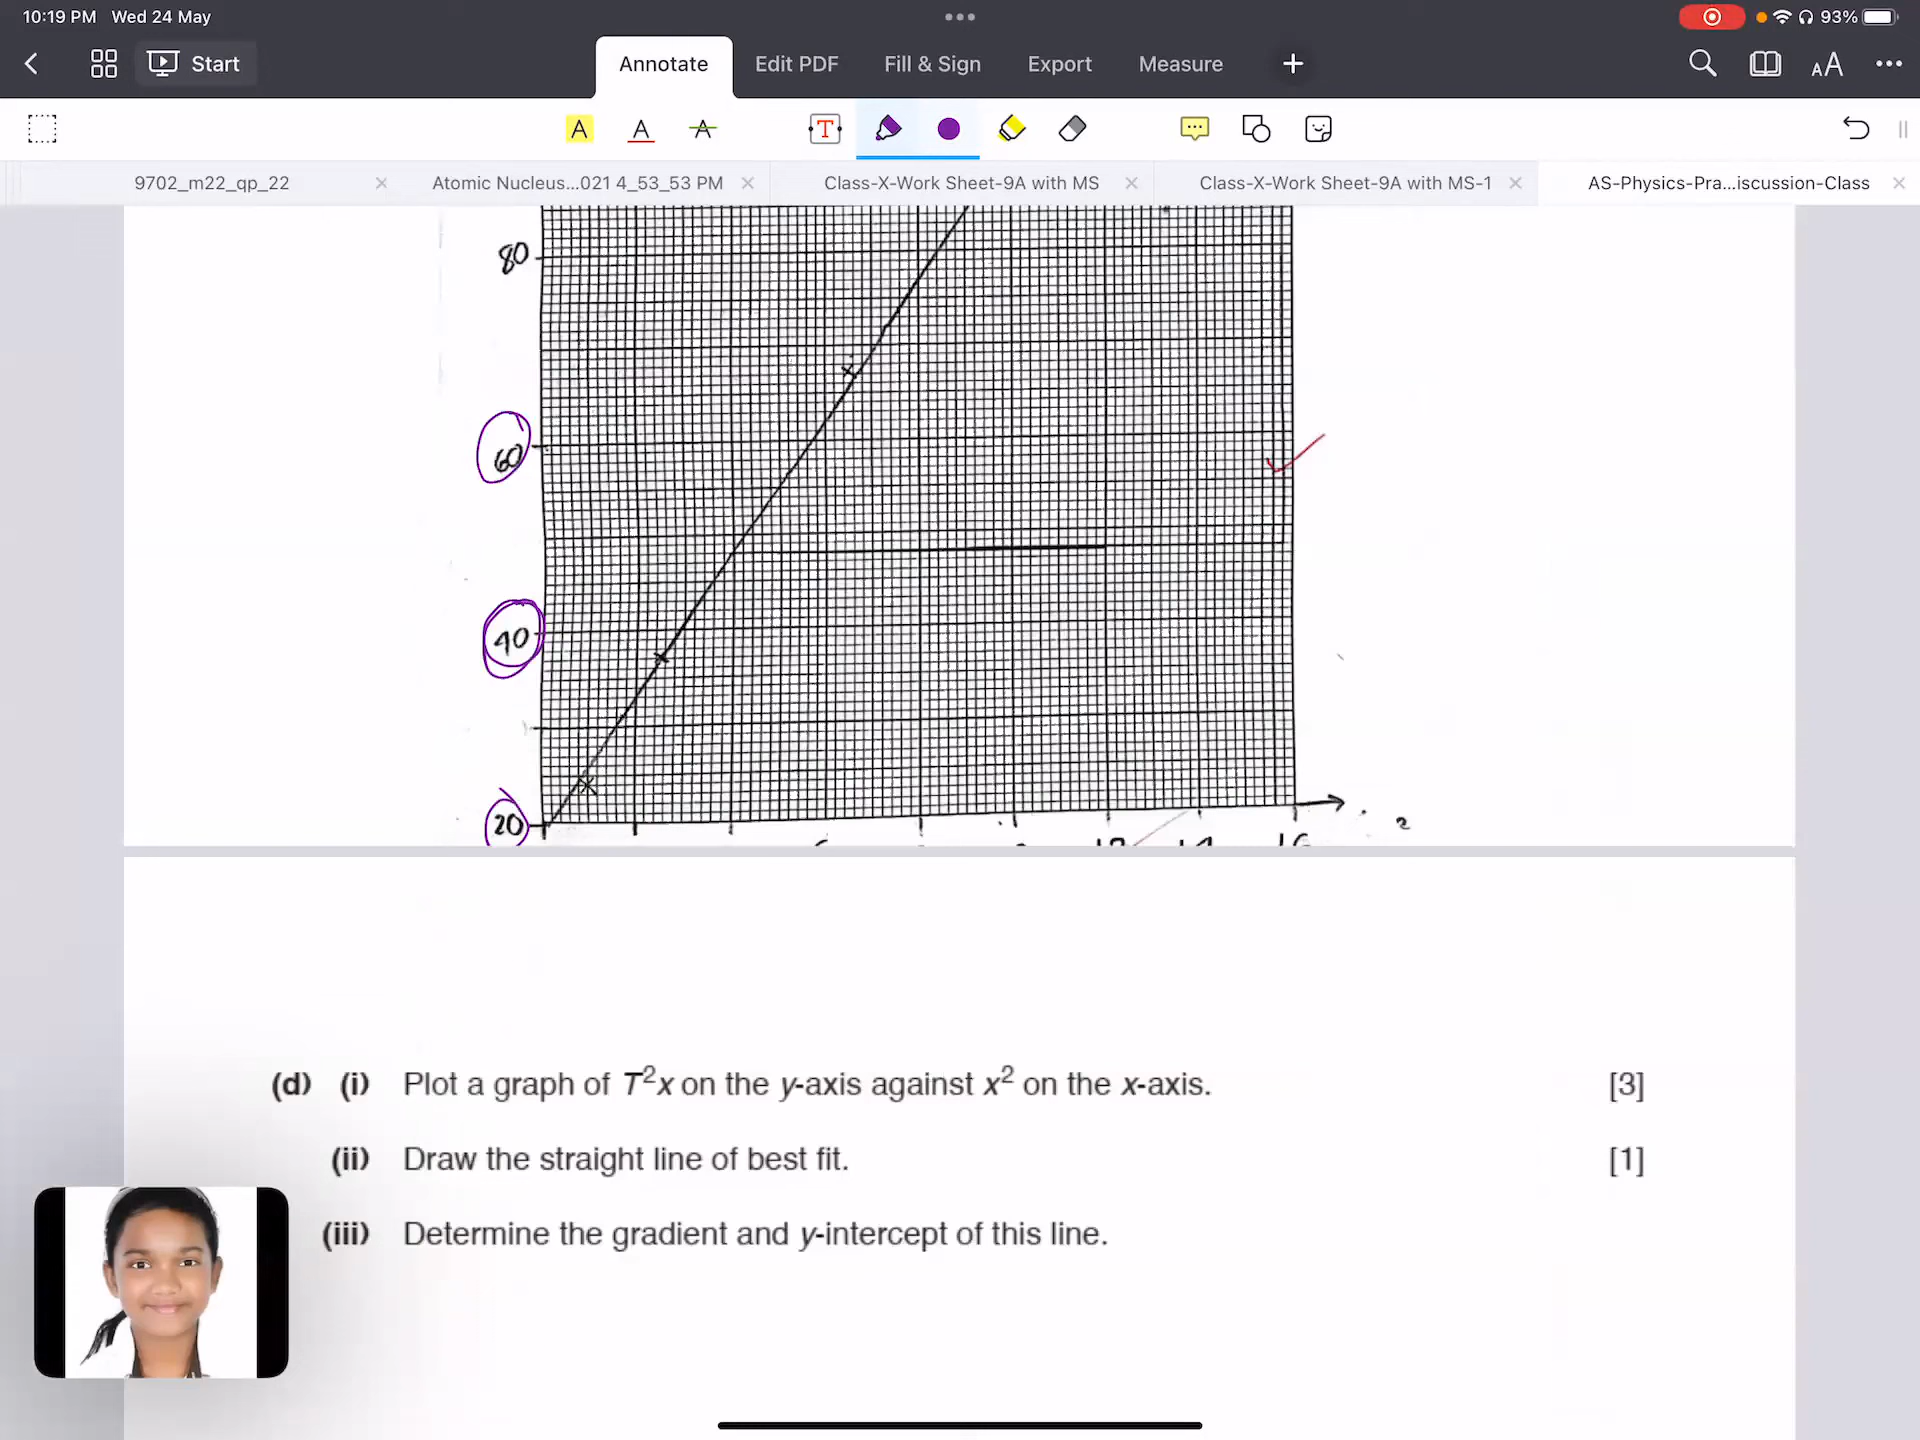 10:19 PM Wed 24 May
93%
Start
Annotate
Edit PDF
Fill & Sign
Export
Measure
AA
A A A T
9702_m22_qp_22
Atomic Nucleus...021 4_53_53 PM
Class-X-Work Sheet-9A with MS
Class-X-Work Sheet-9A with MS-1
AS-Physics-Pra...iscussion-Class
80
60
40
20
2
(d) (i) Plot a graph of T²x on the y-axis against x² on the x-axis. [3]
(ii) Draw the straight line of best fit. [1]
(iii) Determine the gradient and y-intercept of this line.